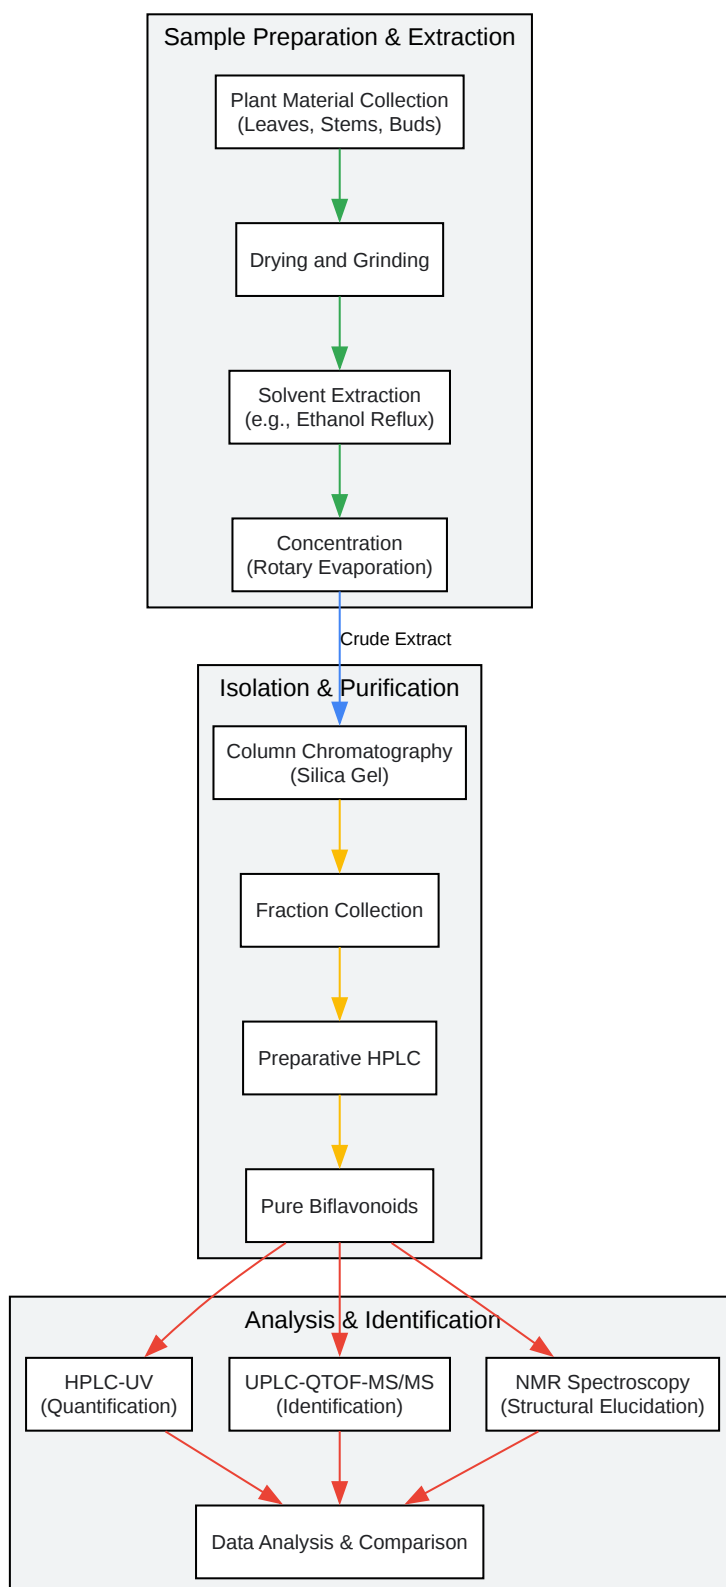 Sample Preparation & Extraction
Plant Material Collection
(Leaves, Stems, Buds)
Drying and Grinding
Solvent Extraction
(e.g., Ethanol Reflux)
Concentration
(Rotary Evaporation)
Crude Extract
Isolation & Purification
Column Chromatography
(Silica Gel)
Fraction Collection
Preparative HPLC
Pure Biflavonoids
Analysis & Identification
HPLC-UV
(Quantification)
UPLC-QTOF-MS/MS
(Identification)
NMR Spectroscopy
(Structural Elucidation)
Data Analysis & Comparison